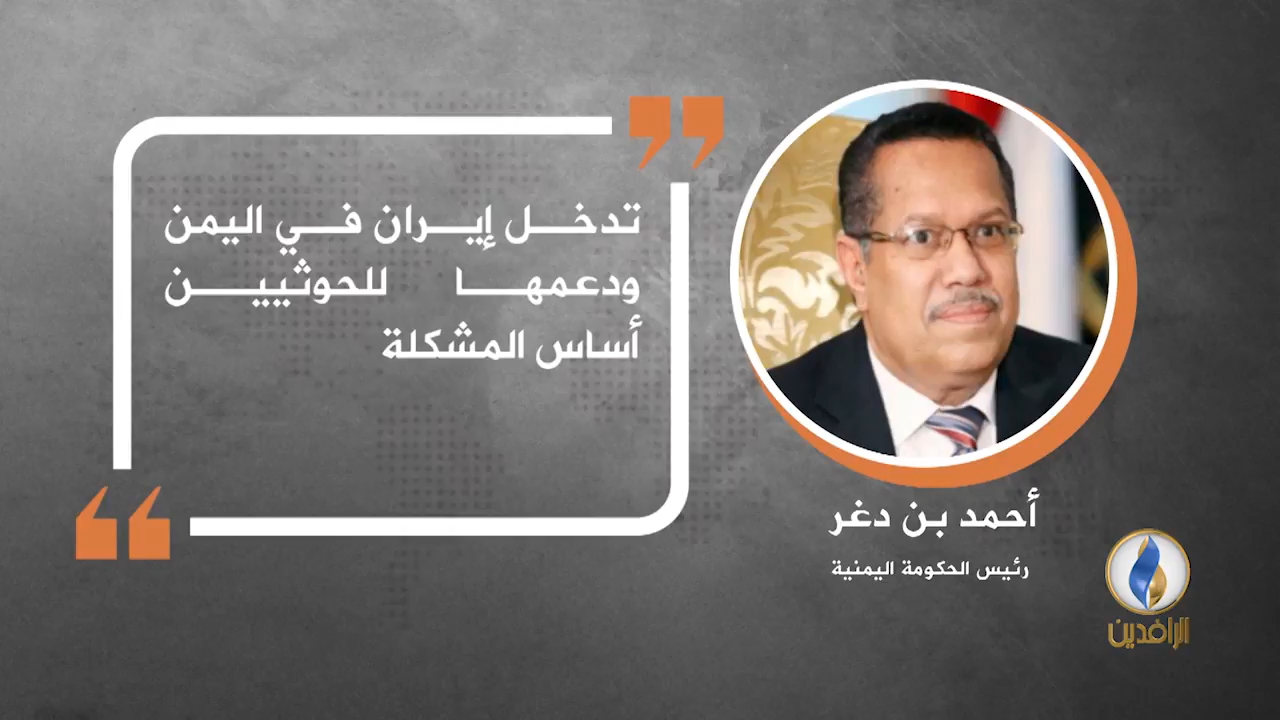 تدخل إيران في اليمن
ودعمها للحوثيين
أساس المشكلة
أحمد بن دغر
رئيس الحكومة اليمنية
الرافدين